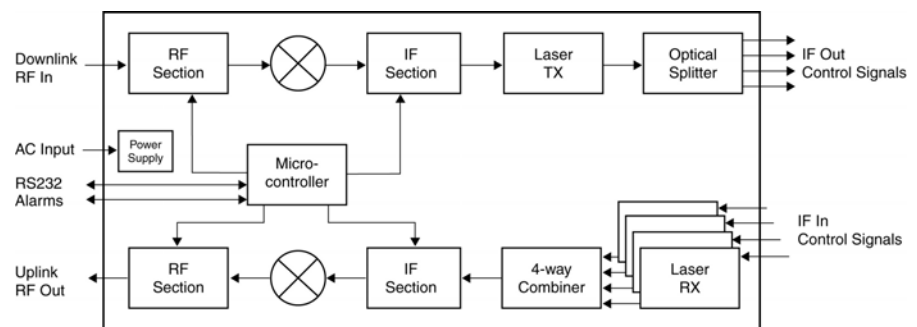 Downlink
RF In
RF
Section
IF
Section
Laser
TX
Optical
Splitter
IF Out
Control Signals
AC Input
Power
Supply
Micro-
controller
RS232
Alarms
IF In
Control Signals
Uplink
RF Out
RF
Section
IF
Section
4-way
Combiner
Laser
RX